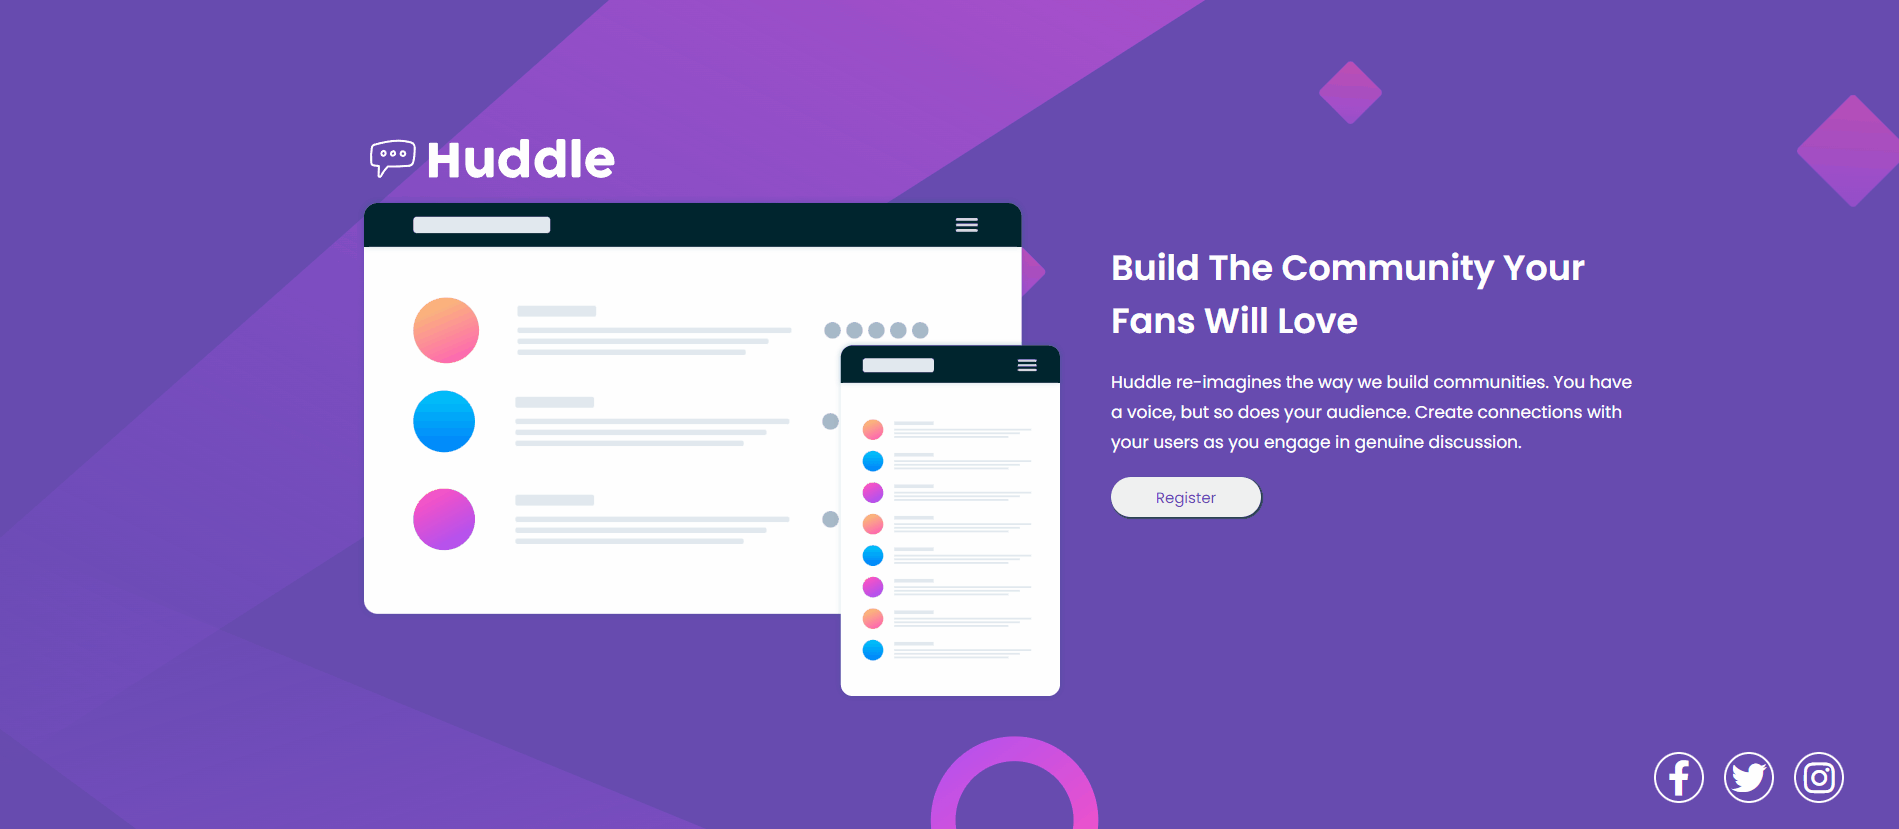 Huddle
Build The Community Your
Fans Will Love
Huddle re-imagines the way we build communities. You have
a voice, but so does your audience. Create connections with
your users as you engage in genuine discussion.
Register